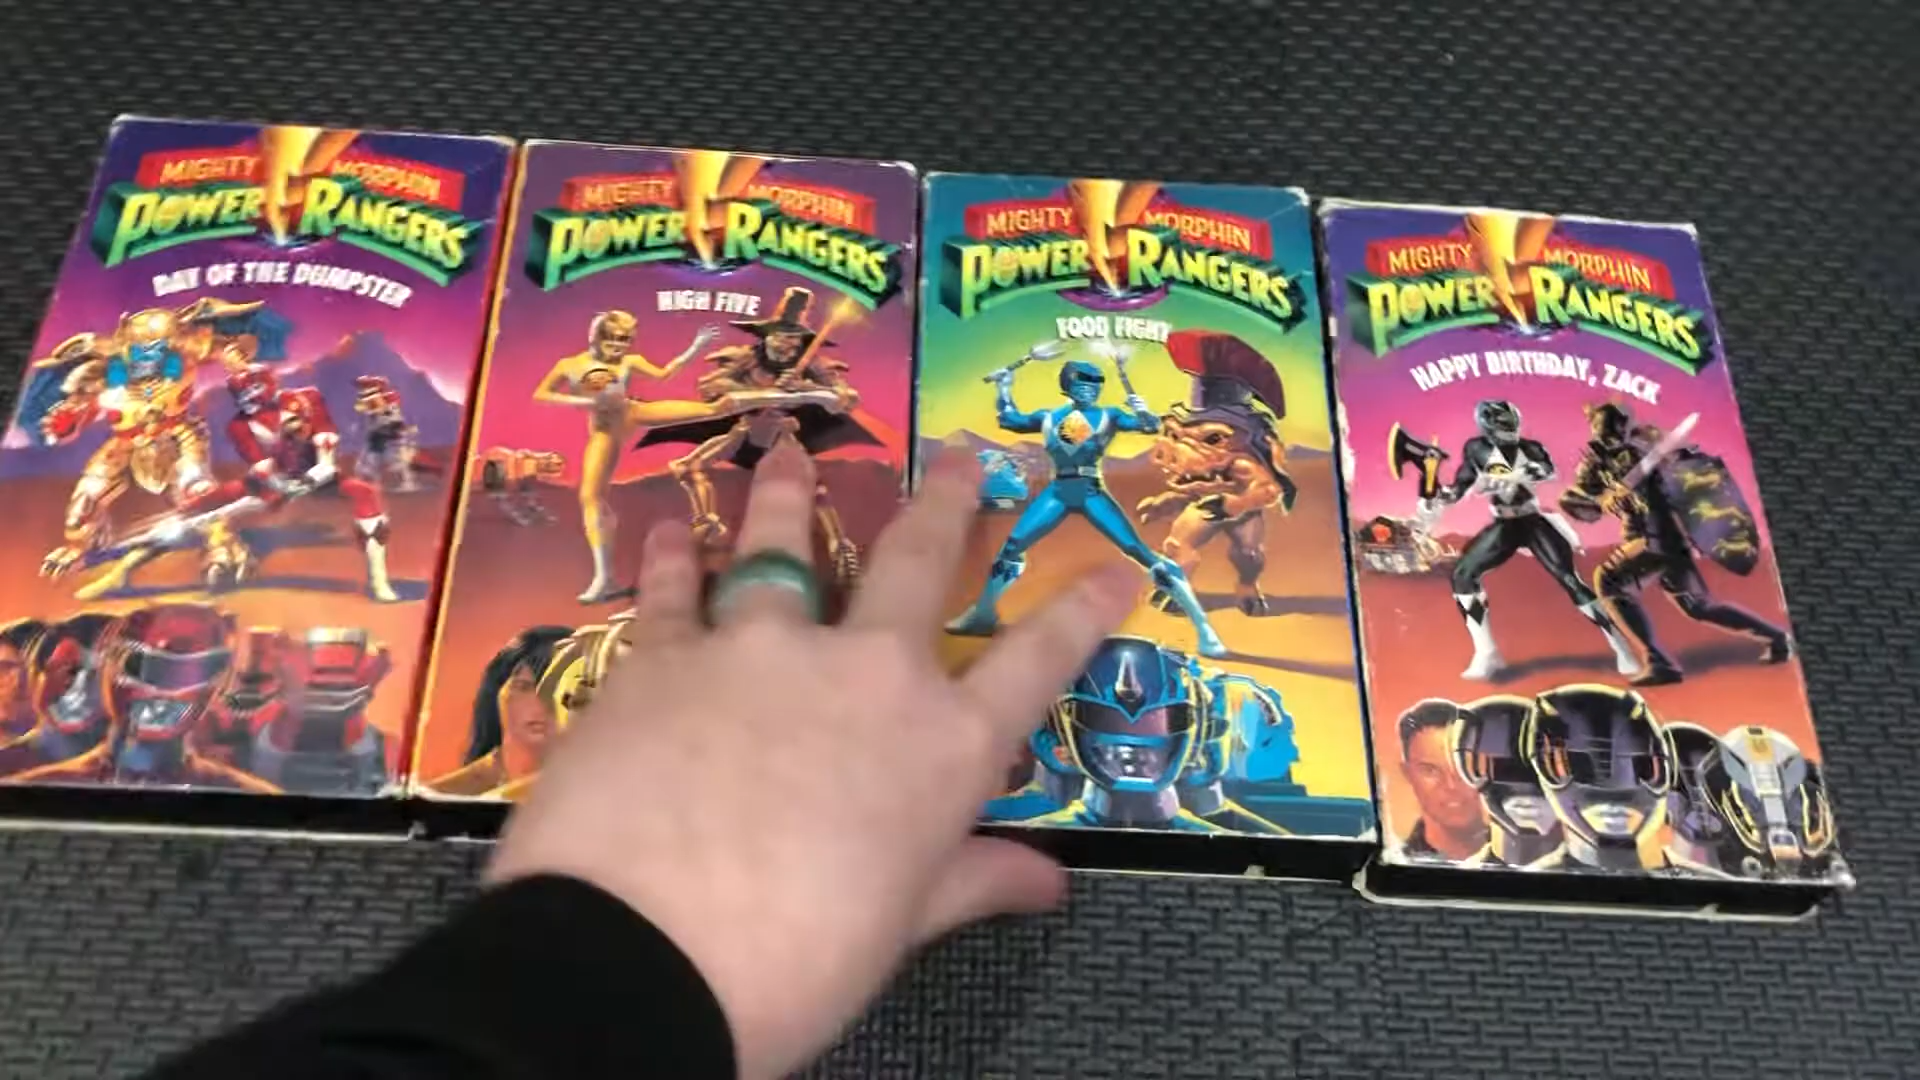 MIGHTY MORPHIN
POWER RANGERS
DAY OF THE DUMPSTER
MIGHTY MORPHIN
POWER RANGERS
HIGH FIVE
MIGHTY MORPHIN
POWER RANGERS
FOOD FIGHT
MIGHTY MORPHIN
POWER RANGERS
HAPPY BIRTHDAY, ZACK